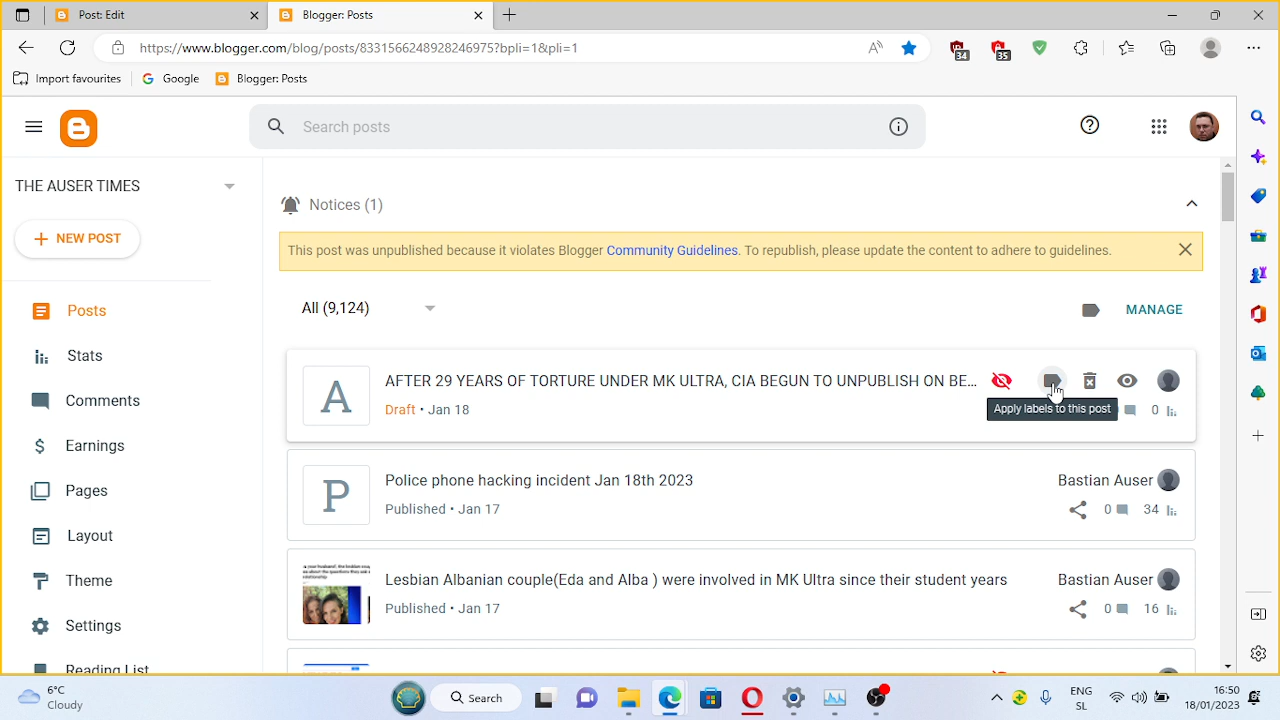 Post: Edit
Blogger: Posts
https://www.blogger.com/blog/posts/8331566248928246975?bpli=1&pli=1
34
35
Import favourites
Google
Blogger: Posts
Search posts
THE AUSER TIMES
NEW POST
Posts
Stats
Comments
Earnings
Pages
Layout
Theme
Settings
Reading List
Notices (1)
This post was unpublished because it violates Blogger Community Guidelines. To republish, please update the content to adhere to guidelines.
All (9,124)
MANAGE
A
AFTER 29 YEARS OF TORTURE UNDER MK ULTRA, CIA BEGUN TO UNPUBLISH ON BE...
Draft • Jan 18
Apply labels to this post
0
P
Police phone hacking incident Jan 18th 2023
Bastian Auser
Published • Jan 17
0
34
Lesbian Albanian couple(Eda and Alba ) were involved in MK Ultra since their student years
Bastian Auser
Published • Jan 17
0
16
6°C
Cloudy
Search
ENG
SL
16:50
18/01/2023